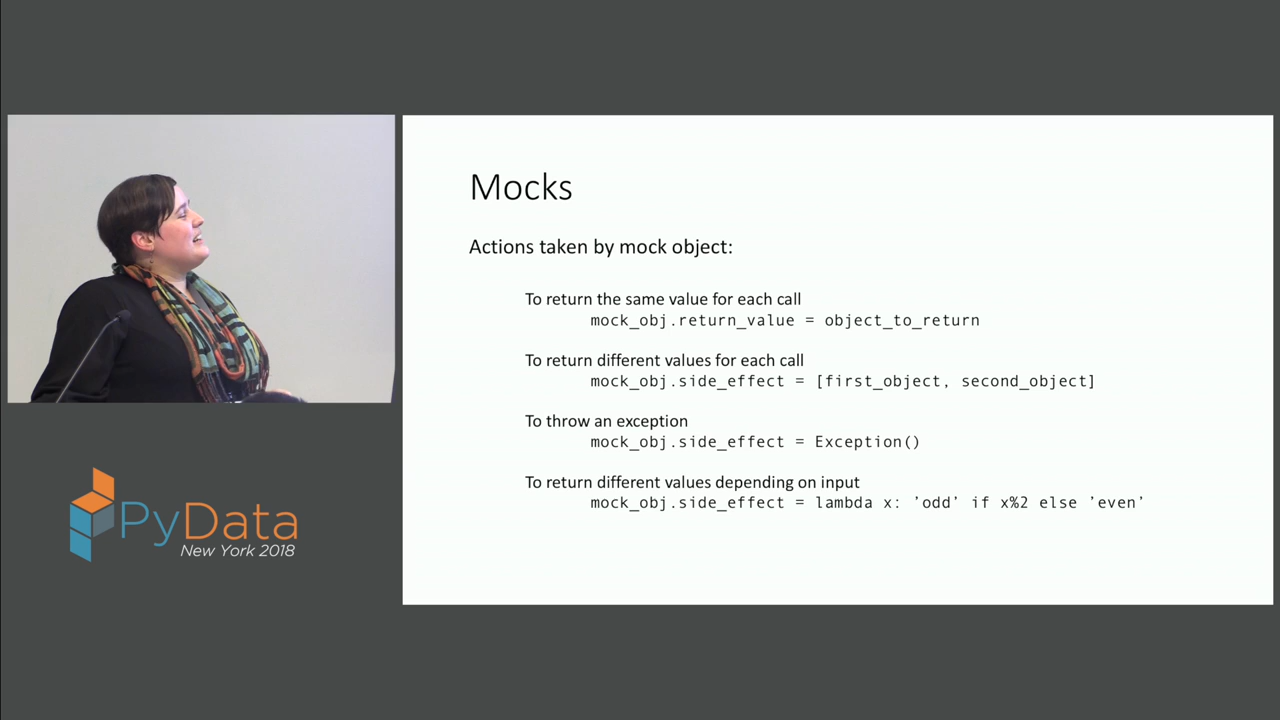 Mocks
Actions taken by mock object:
To return the same value for each call
mock_obj.return_value = object_to_return
To return different values for each call
mock_obj.side_effect = [first_object, second_object]
To throw an exception
mock_obj.side_effect = Exception()
To return different values depending on input
mock_obj.side_effect = lambda x: ’odd’ if x%2 else ’even’
PyData
New York 2018